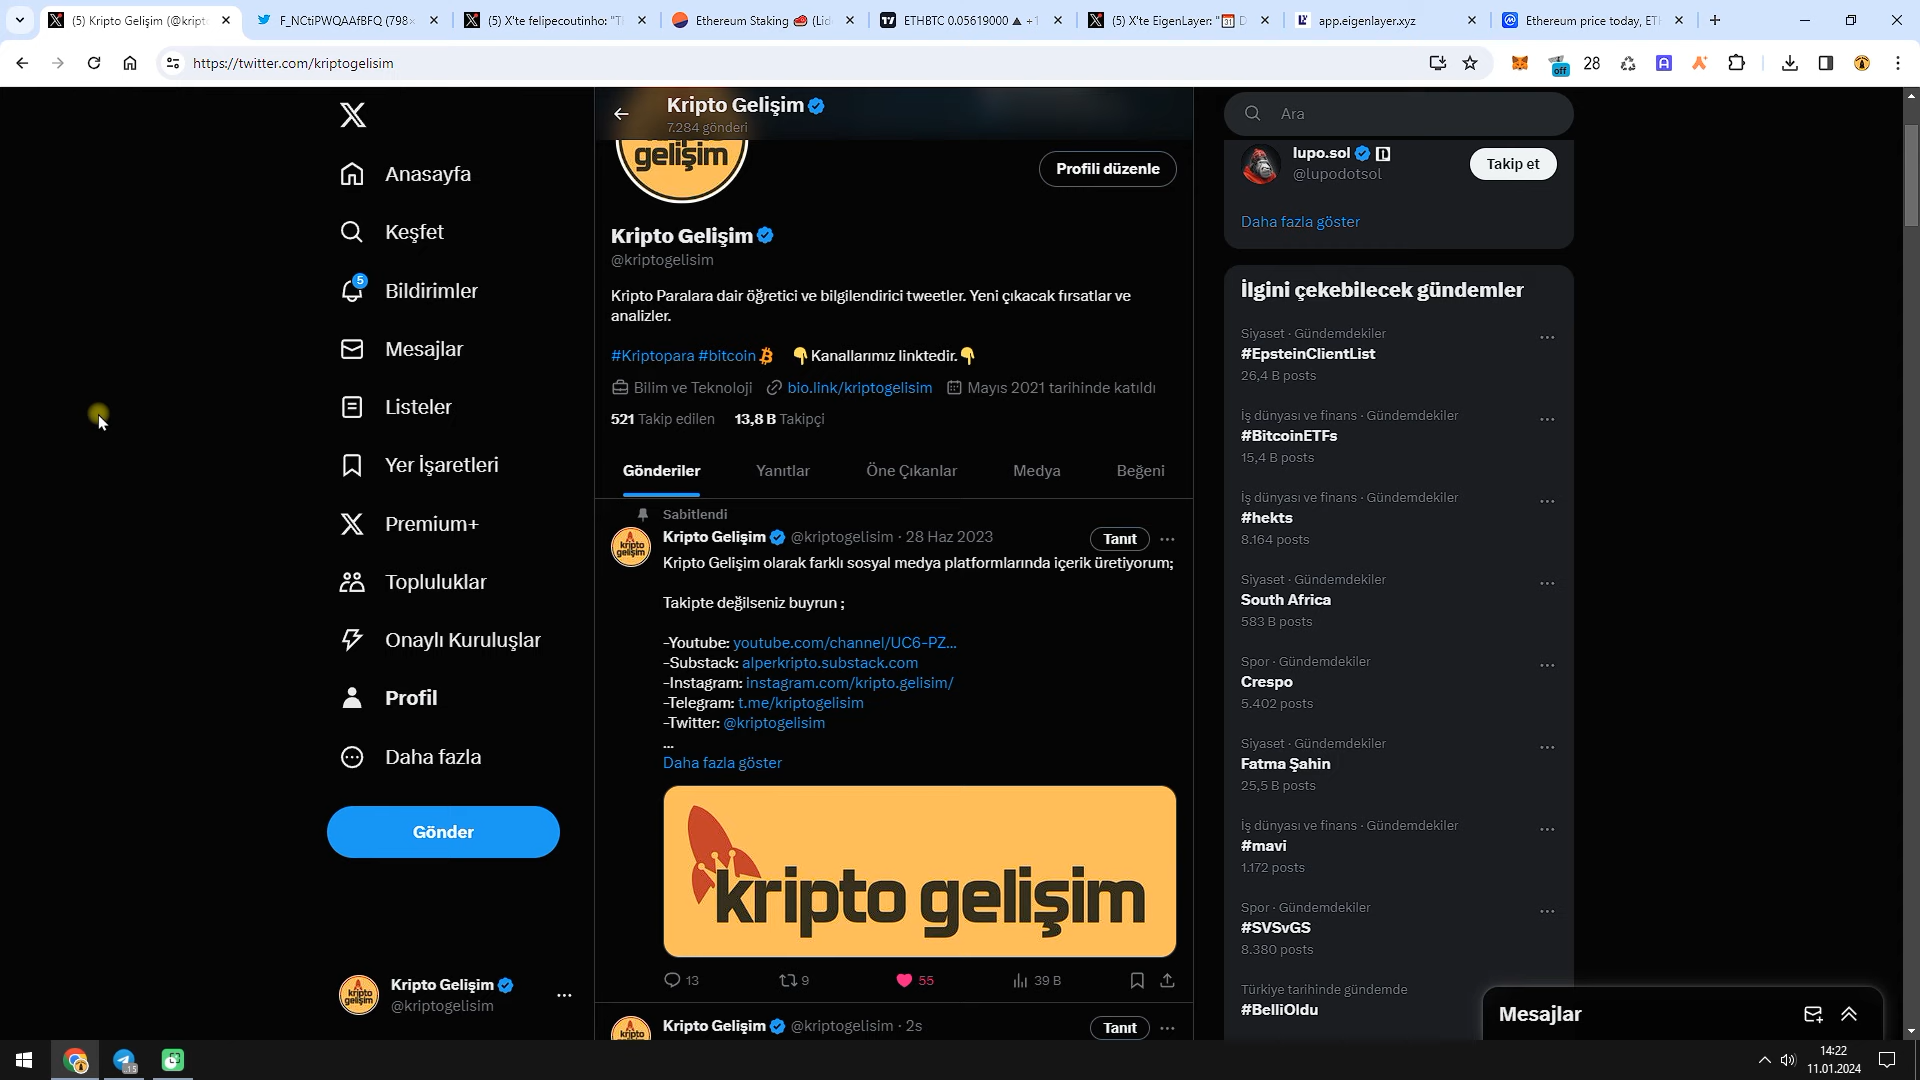 (5) Kripto Gelişim (@kript
F_NCtiPWQAAfBFQ (798×
(5) X'te felipecoutinho: "Th
Ethereum Staking
(Lid
ETHBTC 0.05619000 ▲ +1
(5) X'te EigenLayer: "
app.eigenlayer.xyz
Ethereum price today, ETH
https://twitter.com/kriptogelisim
off
28
Anasayfa
Keşfet
5
Bildirimler
Mesajlar
Listeler
Yer İşaretleri
Premium+
Topluluklar
Onaylı Kuruluşlar
Profil
Daha fazla
Gönder
kripto
gelişim
Kripto Gelişim
@kriptogelisim
Kripto Gelişim
7.284 gönderi
gelişim
Profili düzenle
Kripto Gelişim
@kriptogelisim
Kripto Paralara dair öğretici ve bilgilendirici tweetler. Yeni çıkacak fırsatlar ve
analizler.
#Kriptopara #bitcoin 👇Kanallarımız linktedir.👇
Bilim ve Teknoloji bio.link/kriptogelisim Mayıs 2021 tarihinde katıldı
521 Takip edilen 13,8 B Takipçi
Gönderiler Yanıtlar Öne Çıkanlar Medya Beğeni
Sabitlendi
kripto
gelişim
Kripto Gelişim @kriptogelisim · 28 Haz 2023 Tanıt
Kripto Gelişim olarak farklı sosyal medya platformlarında içerik üretiyorum;
Takipte değilseniz buyrun ;
-Youtube: youtube.com/channel/UC6-PZ...
-Substack: alperkripto.substack.com
-Instagram: instagram.com/kripto.gelisim/
-Telegram: t.me/kriptogelisim
-Twitter: @kriptogelisim
...
Daha fazla göster
kripto gelişim
13 9 55 39 B
kripto
Kripto Gelişim @kriptogelisim · 2s Tanıt
Ara
lupo.sol
@lupodotsol
Takip et
Daha fazla göster
İlgini çekebilecek gündemler
Siyaset · Gündemdekiler
#EpsteinClientList
26,4 B posts
İş dünyası ve finans · Gündemdekiler
#BitcoinETFs
15,4 B posts
İş dünyası ve finans · Gündemdekiler
#hekts
8.164 posts
Siyaset · Gündemdekiler
South Africa
583 B posts
Spor · Gündemdekiler
Crespo
5.402 posts
Siyaset · Gündemdekiler
Fatma Şahin
25,5 B posts
İş dünyası ve finans · Gündemdekiler
#mavi
1.172 posts
Spor · Gündemdekiler
#SVSvGS
8.380 posts
Türkiye tarihinde gündemde
#BelliOldu
Mesajlar
15
14:22
11.01.2024